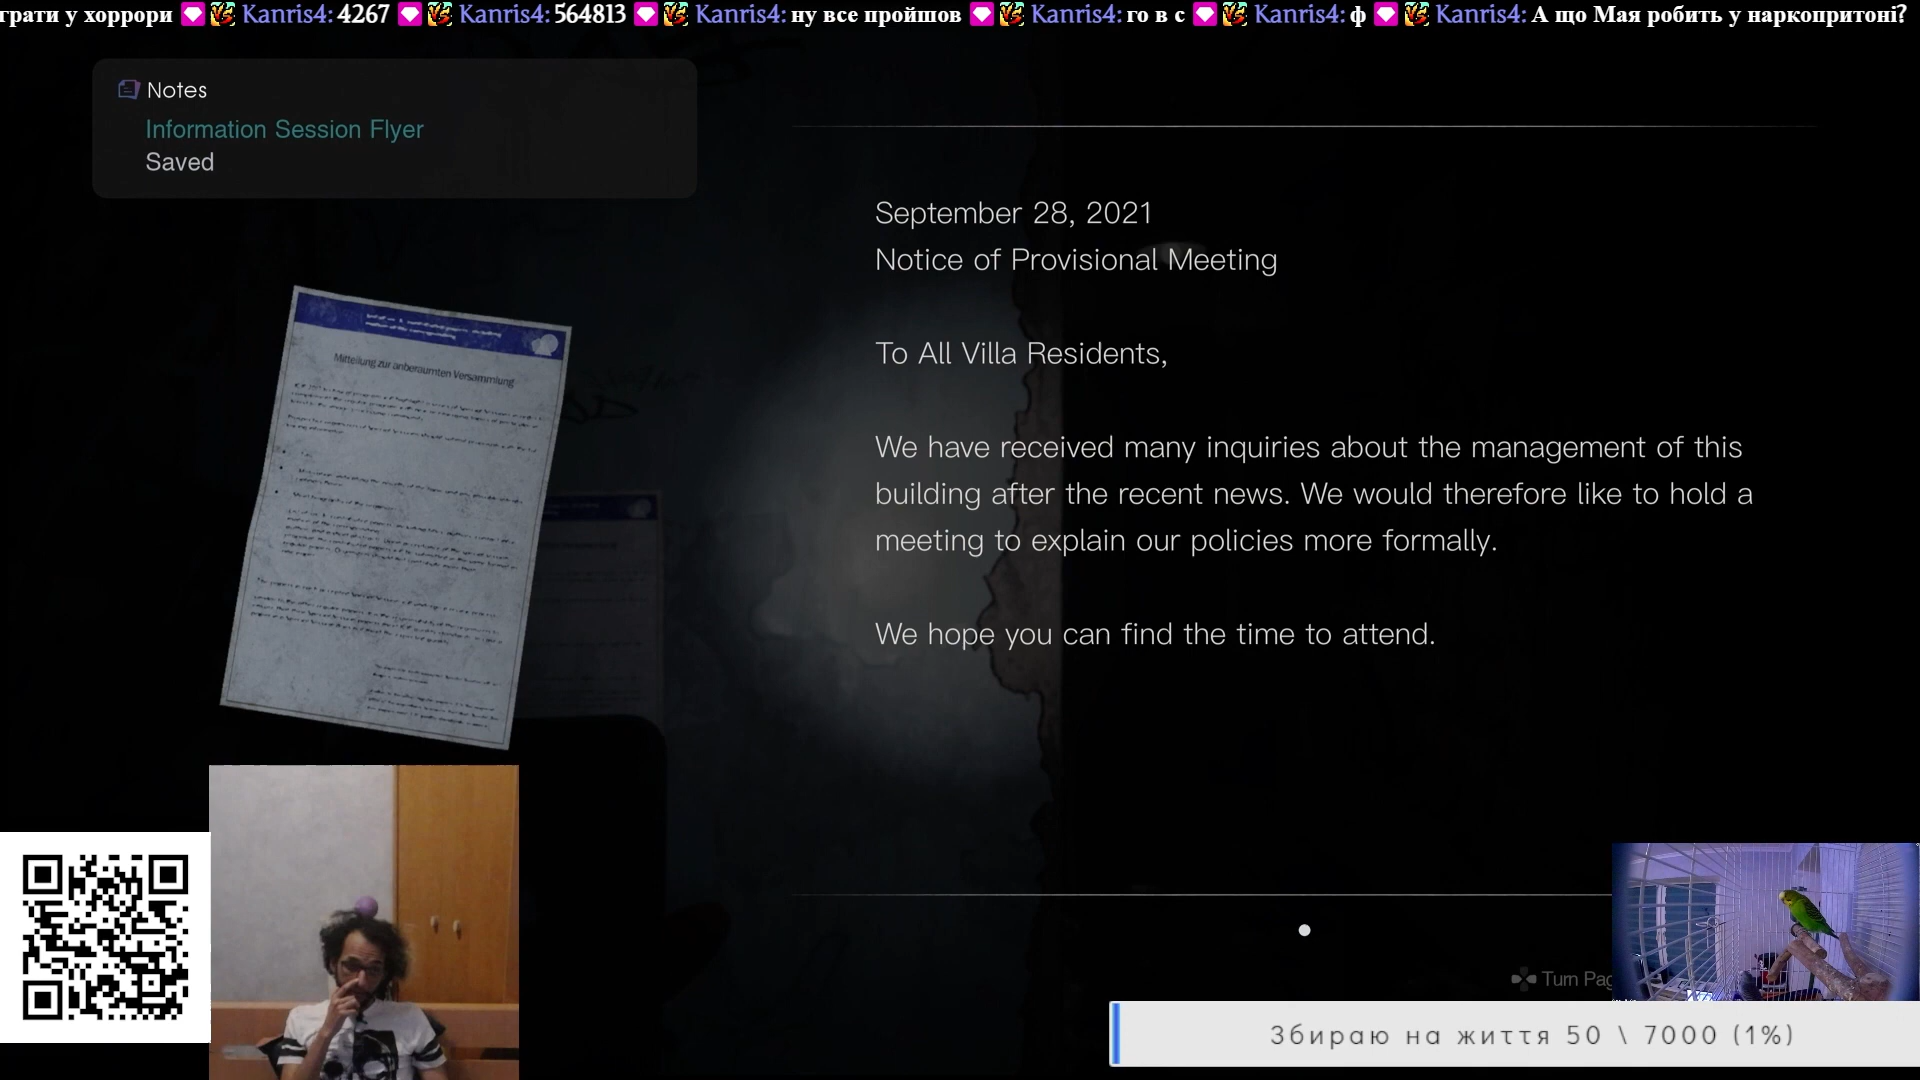 грати у хоррори Kanris4: 4267 Kanris4: 564813 Kanris4: ну все пройшов Kanris4: го в с Kanris4: ф Kanris4: А що Мая робить у наркопритоні?
Notes
Information Session Flyer
Saved
September 28, 2021
Notice of Provisional Meeting
To All Villa Residents,
We have received many inquiries about the management of this
building after the recent news. We would therefore like to hold a
meeting to explain our policies more formally.
We hope you can find the time to attend.
Mitteilung zur anberaumten Versammlung
Turn Pag
Збираю на життя 50 \ 7000 (1%)